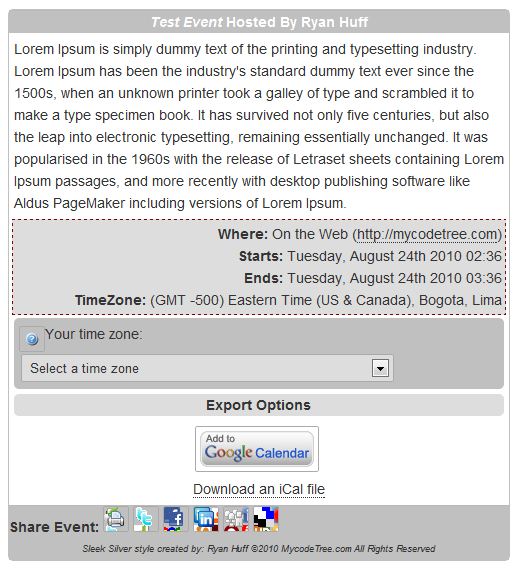 Test Event Hosted By Ryan Huff
Lorem Ipsum is simply dummy text of the printing and typesetting industry.
Lorem Ipsum has been the industry's standard dummy text ever since the
1500s, when an unknown printer took a galley of type and scrambled it to
make a type specimen book. It has survived not only five centuries, but also
the leap into electronic typesetting, remaining essentially unchanged. It was
popularised in the 1960s with the release of Letraset sheets containing Lorem
Ipsum passages, and more recently with desktop publishing software like
Aldus PageMaker including versions of Lorem Ipsum.
Where: On the Web (http://mycodetree.com)
Starts: Tuesday, August 24th 2010 02:36
Ends: Tuesday, August 24th 2010 03:36
TimeZone: (GMT -500) Eastern Time (US & Canada), Bogota, Lima
Your time zone:
Select a time zone
Export Options
Add to
Google Calendar
Download an iCal file
Share Event:
Sleek Silver style created by: Ryan Huff ©2010 MycodeTree.com All Rights Reserved